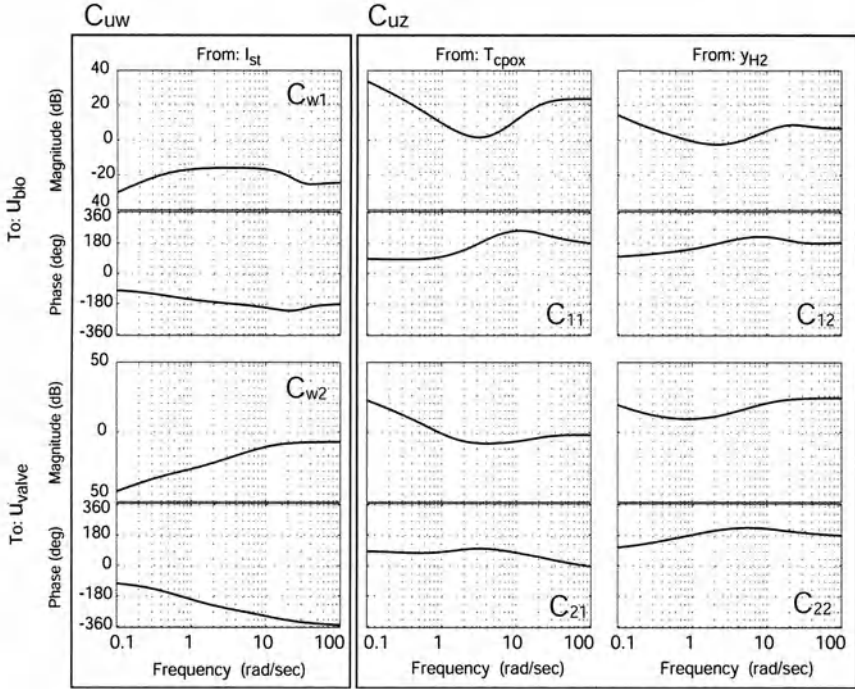 Cuw
Cuz
From: Ist
From: Tcpox
From: yH2
To: ublo
Magnitude (dB)
40
20
0
-20
40
Cw1
Phase (deg)
360
180
0
-180
-360
C11
C12
To: uvalve
Magnitude (dB)
50
0
50
Cw2
Phase (deg)
360
180
0
-180
-360
C21
C22
0.1 1 10 100
0.1 1 10 100
0.1 1 10 100
Frequency (rad/sec)
Frequency (rad/sec)
Frequency (rad/sec)